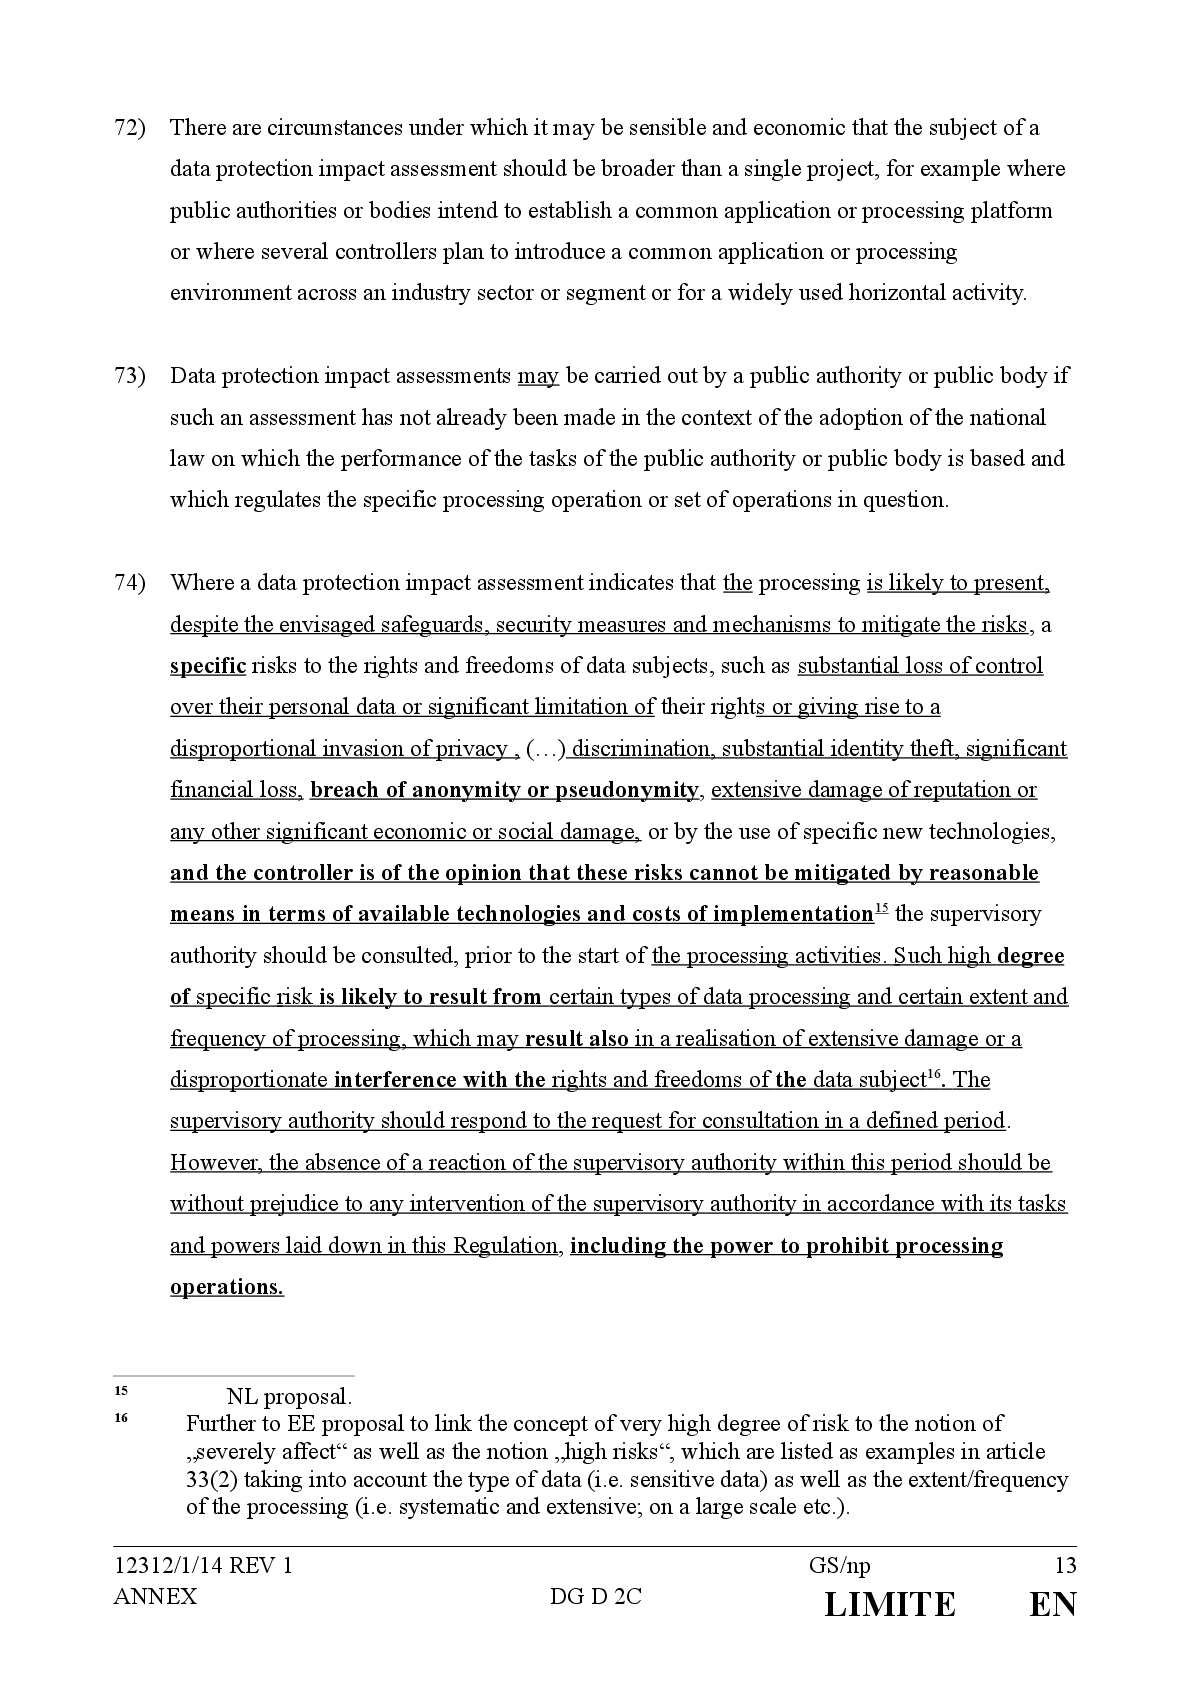 72) There are circumstances under which it may be sensible and economic that the subject of a
data protection impact assessment should be broader than a single project, for example where
public authorities or bodies intend to establish a common application or processing platform
or where several controllers plan to introduce a common application or processing
environment across an industry sector or segment or for a widely used horizontal activity.
73) Data protection impact assessments may be carried out by a public authority or public body if
such an assessment has not already been made in the context of the adoption of the national
law on which the performance of the tasks of the public authority or public body is based and
which regulates the specific processing operation or set of operations in question.
74) Where a data protection impact assessment indicates that the processing is likely to present,
despite the envisaged safeguards, security measures and mechanisms to mitigate the risks, a
specific risks to the rights and freedoms of data subjects, such as substantial loss of control
over their personal data or significant limitation of their rights or giving rise to a
disproportional invasion of privacy , (…) discrimination, substantial identity theft, significant
financial loss, breach of anonymity or pseudonymity, extensive damage of reputation or
any other significant economic or social damage, or by the use of specific new technologies,
and the controller is of the opinion that these risks cannot be mitigated by reasonable
means in terms of available technologies and costs of implementation15 the supervisory
authority should be consulted, prior to the start of the processing activities. Such high degree
of specific risk is likely to result from certain types of data processing and certain extent and
frequency of processing, which may result also in a realisation of extensive damage or a
disproportionate interference with the rights and freedoms of the data subject16. The
supervisory authority should respond to the request for consultation in a defined period.
However, the absence of a reaction of the supervisory authority within this period should be
without prejudice to any intervention of the supervisory authority in accordance with its tasks
and powers laid down in this Regulation, including the power to prohibit processing
operations.
15 NL proposal.
16 Further to EE proposal to link the concept of very high degree of risk to the notion of
„severely affect“ as well as the notion „high risks“, which are listed as examples in article
33(2) taking into account the type of data (i.e. sensitive data) as well as the extent/frequency
of the processing (i.e. systematic and extensive; on a large scale etc.).
12312/1/14 REV 1 GS/np 13
ANNEX DG D 2C LIMITE EN